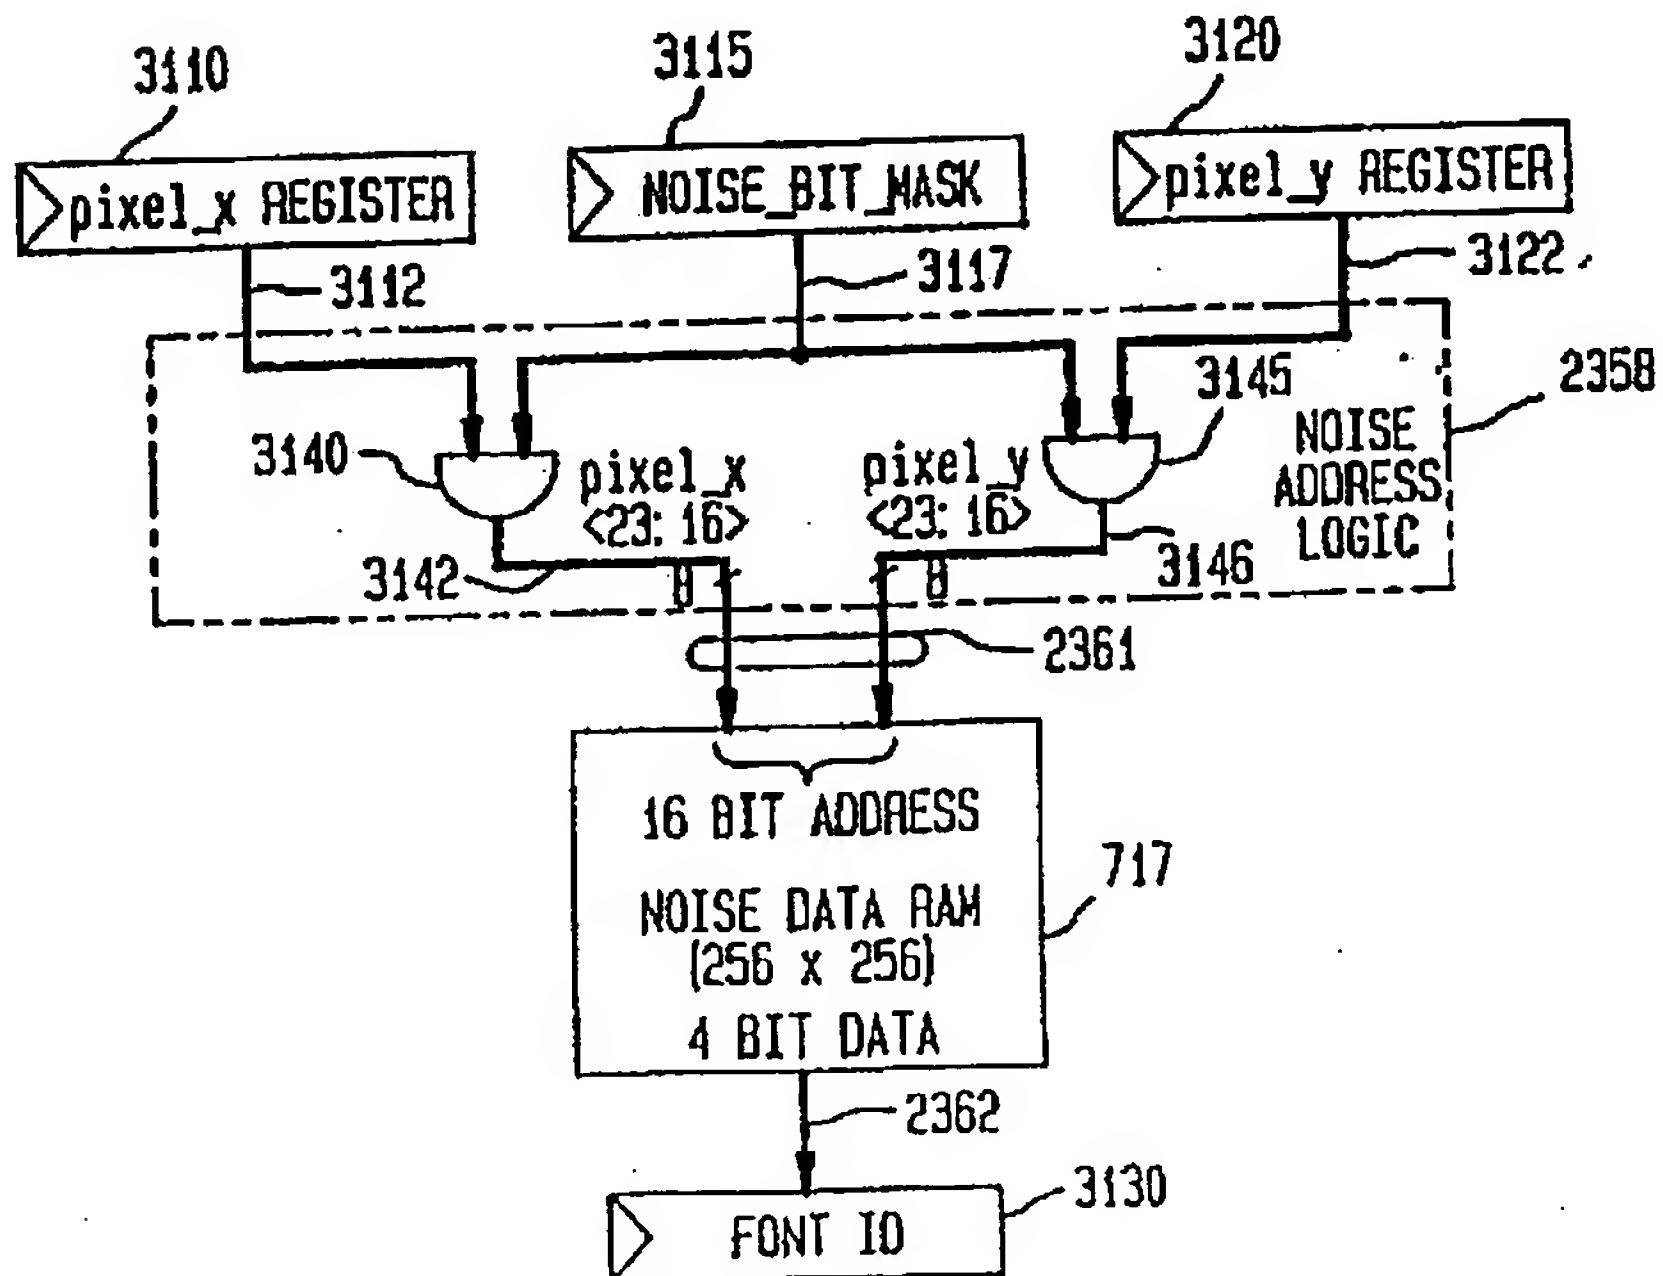 3110
3115
3120
pixel_x REGISTER
NOISE_BIT_MASK
pixel_y REGISTER
3112
3117
3122
3145
2358
3140
pixel_x
<23:16>
pixel_y
<23:16>
NOISE
ADDRESS
LOGIC
3142
8
8
3146
2361
16 BIT ADDRESS
717
NOISE DATA RAM
(256 x 256)
4 BIT DATA
2362
3130
FONT ID